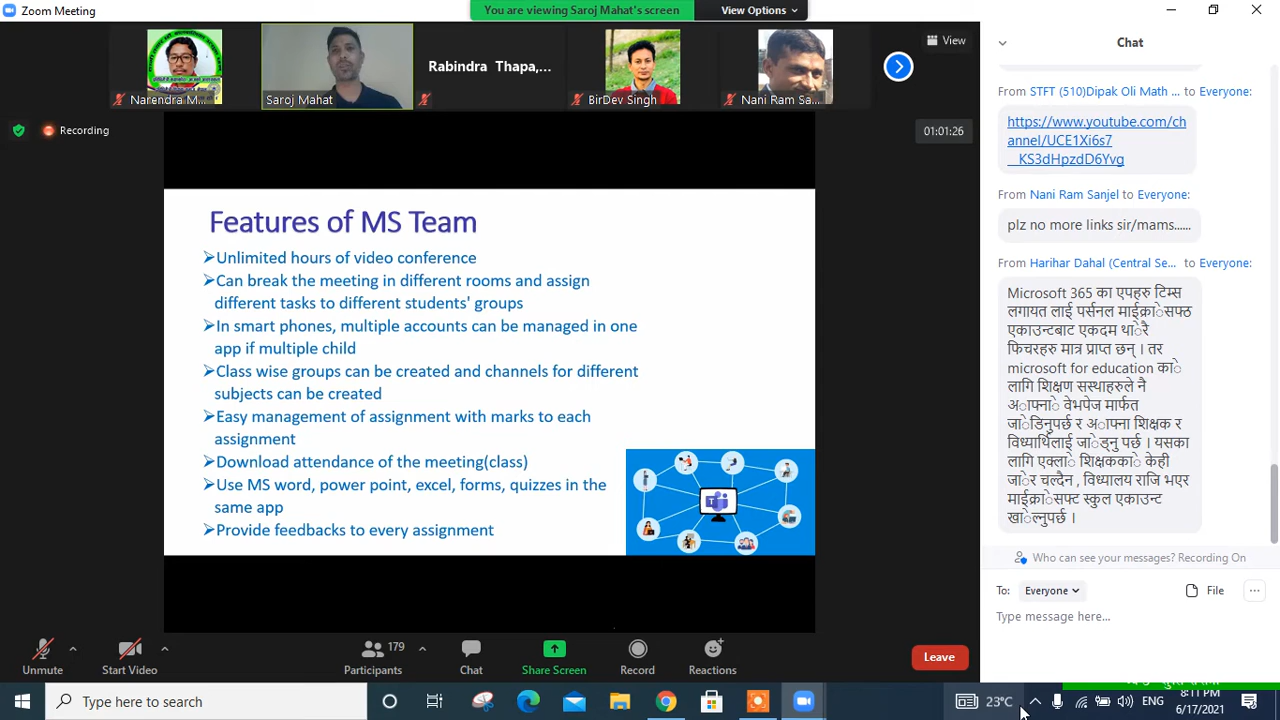 Zoom Meeting
You are viewing Saroj Mahat's screen
View Options
Narendra M...
Saroj Mahat
Rabindra Thapa,...
BirDev Singh
Nani Ram Sa...
View
Recording
01:01:26
Features of MS Team
➢Unlimited hours of video conference
➢Can break the meeting in different rooms and assign
different tasks to different students' groups
➢In smart phones, multiple accounts can be managed in one
app if multiple child
➢Class wise groups can be created and channels for different
subjects can be created
➢Easy management of assignment with marks to each
assignment
➢Download attendance of the meeting(class)
➢Use MS word, power point, excel, forms, quizzes in the
same app
➢Provide feedbacks to every assignment
Chat
From STFT (510)Dipak Oli Math ... to Everyone:
https://www.youtube.com/ch
annel/UCE1Xi6s7
__KS3dHpzdD6Yvg
From Nani Ram Sanjel to Everyone:
plz no more links sir/mams......
From Harihar Dahal (Central Se... to Everyone:
Microsoft 365 का एपहरु टिम्स
लगायत लाई पर्सनल माईक्राेसफ्ठ
एकाउन्टबाट एकदम थाेरै
फिचरहरु मात्र प्राप्त छन् । तर
microsoft for education काे
लागि शिक्षण सस्थाहरुले नै
अाफ्नाे वेभपेज मार्फत
जाेडिनुपर्छ र अाफ्ना शिक्षक र
विध्यार्थिलाई जाेड्नु पर्छ । यसका
लागि एक्लाे शिक्षककाे केही
जाेर चल्दैन , विध्यालय राजि भएर
माईक्राेसफ्ट स्कुल एकाउन्ट
खाेल्नुपर्छ ।
Who can see your messages? Recording On
To: Everyone
File
Type message here...
Unmute
Start Video
179
Participants
Chat
Share Screen
Record
Reactions
Leave
Type here to search
23°C
ENG
8:11 PM
6/17/2021